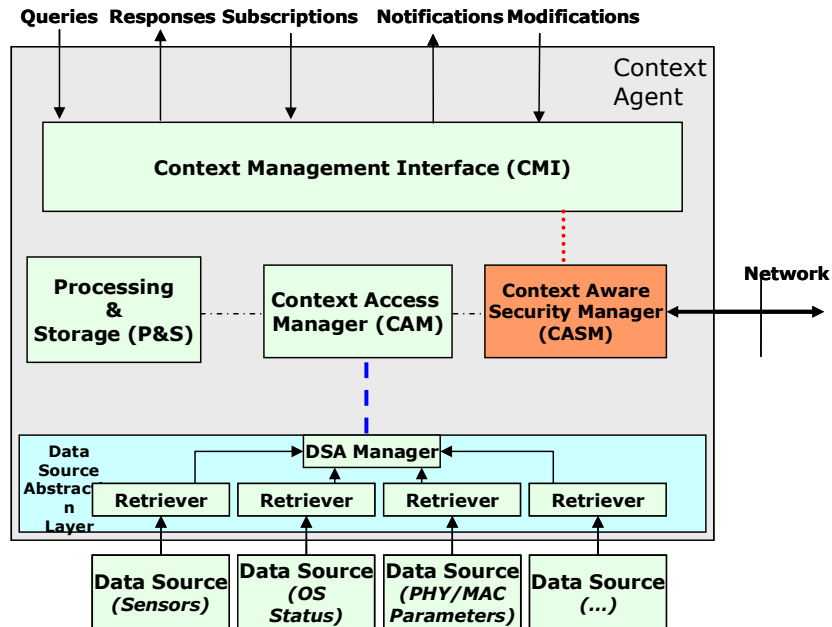 Queries Responses Subscriptions Notifications Modifications
Context
Agent
Context Management Interface (CMI)
Processing
&
Storage (P&S)
Context Access
Manager (CAM)
Context Aware
Security Manager
(CASM)
Network
Data
Source
Abstracti
n
Layer
DSA Manager
Retriever
Retriever
Retriever
Retriever
Data Source
(Sensors)
Data Source
(OS
Status)
Data Source
(PHY/MAC
Parameters)
Data Source
(...)